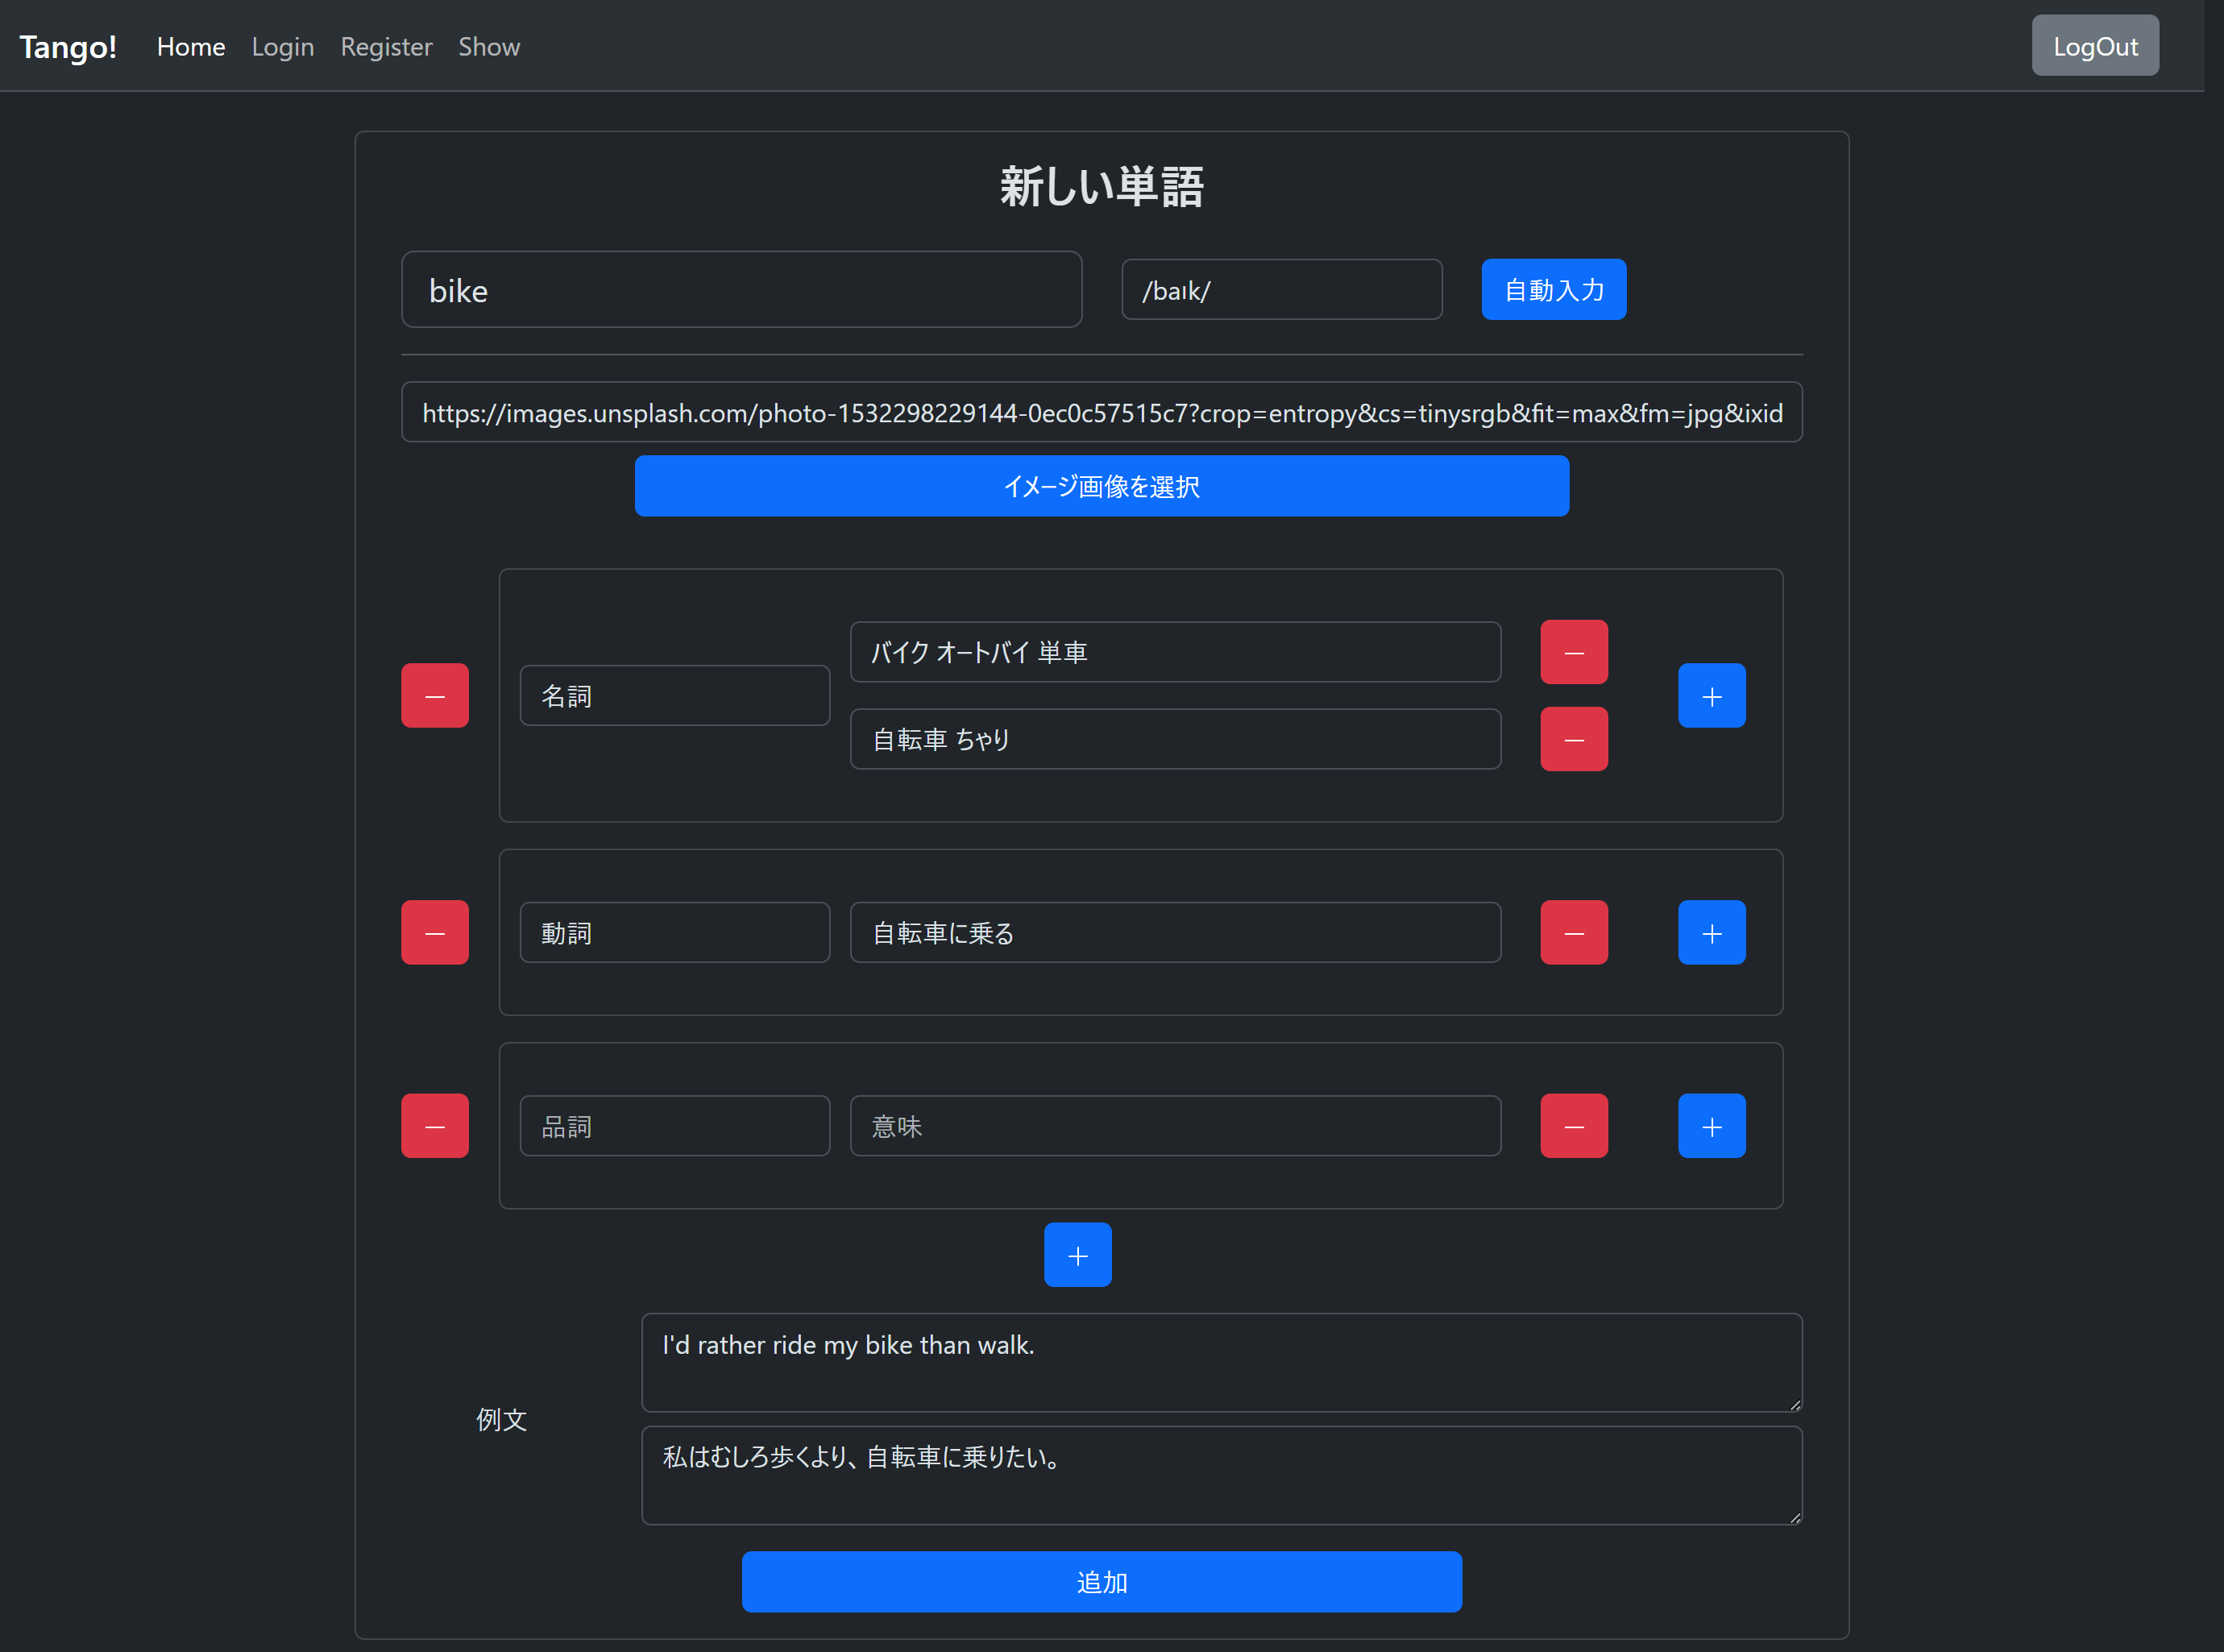 Tango! Home Login Register Show LogOut
新しい単語
bike /baɪk/ 自動入力
https://images.unsplash.com/photo-1532298229144-0ec0c57515c7?crop=entropy&cs=tinysrgb&fit=max&fm=jpg&ixid
イメージ画像を選択
バイク オートバイ 単車 −
− 名詞 +
自転車 ちゃり −
− 動詞 自転車に乗る − +
− 品詞 意味 − +
+
I'd rather ride my bike than walk.
例文
私はむしろ歩くより、自転車に乗りたい。
追加